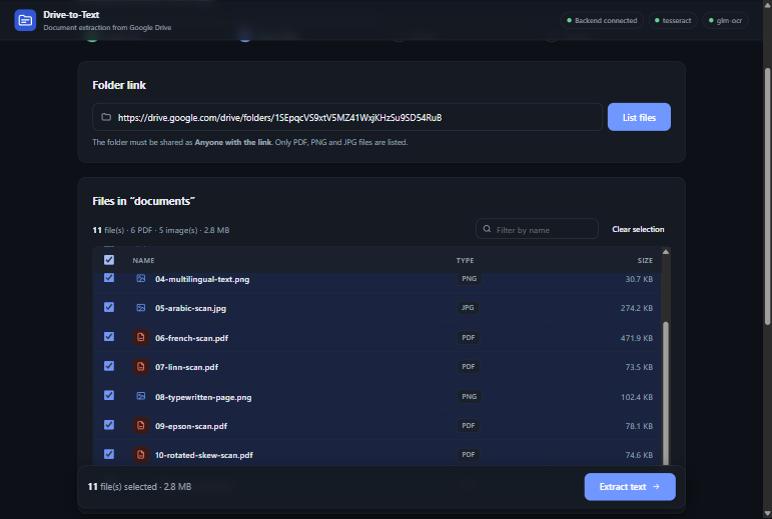 Drive-to-Text
Document extraction from Google Drive
Backend connected
tesseract
glm-ocr
Folder link
https://drive.google.com/drive/folders/1SEpqcVS9xtV5MZ41WxjKHzSu9SD54RuB
List files
The folder must be shared as Anyone with the link. Only PDF, PNG and JPG files are listed.
Files in “documents”
11 file(s) · 6 PDF · 5 image(s) · 2.8 MB
Filter by name
Clear selection
NAME TYPE SIZE
04-multilingual-text.png PNG 30.7 KB
05-arabic-scan.jpg JPG 274.2 KB
06-french-scan.pdf PDF 471.9 KB
07-linn-scan.pdf PDF 73.5 KB
08-typewritten-page.png PNG 102.4 KB
09-epson-scan.pdf PDF 78.1 KB
10-rotated-skew-scan.pdf PDF 74.6 KB
11 file(s) selected · 2.8 MB
Extract text →